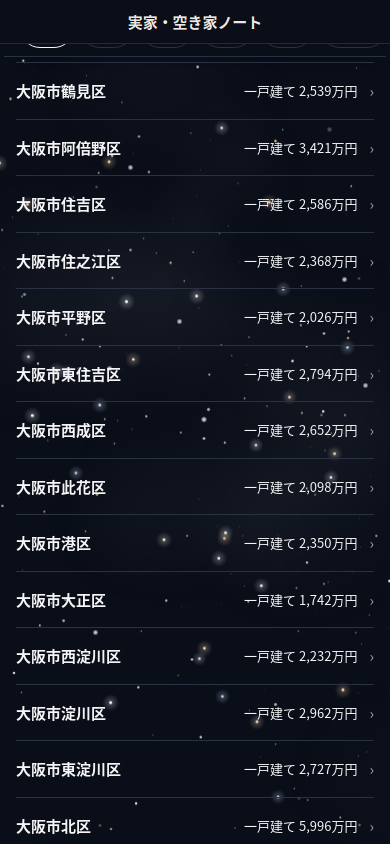 実家・空き家ノート
大阪市鶴見区 一戸建て 2,539万円 ›
大阪市阿倍野区 一戸建て 3,421万円 ›
大阪市住吉区 一戸建て 2,586万円 ›
大阪市住之江区 一戸建て 2,368万円 ›
大阪市平野区 一戸建て 2,026万円 ›
大阪市東住吉区 一戸建て 2,794万円 ›
大阪市西成区 一戸建て 2,652万円 ›
大阪市此花区 一戸建て 2,098万円 ›
大阪市港区 一戸建て 2,350万円 ›
大阪市大正区 一戸建て 1,742万円 ›
大阪市西淀川区 一戸建て 2,232万円 ›
大阪市淀川区 一戸建て 2,962万円 ›
大阪市東淀川区 一戸建て 2,727万円 ›
大阪市北区 一戸建て 5,996万円 ›